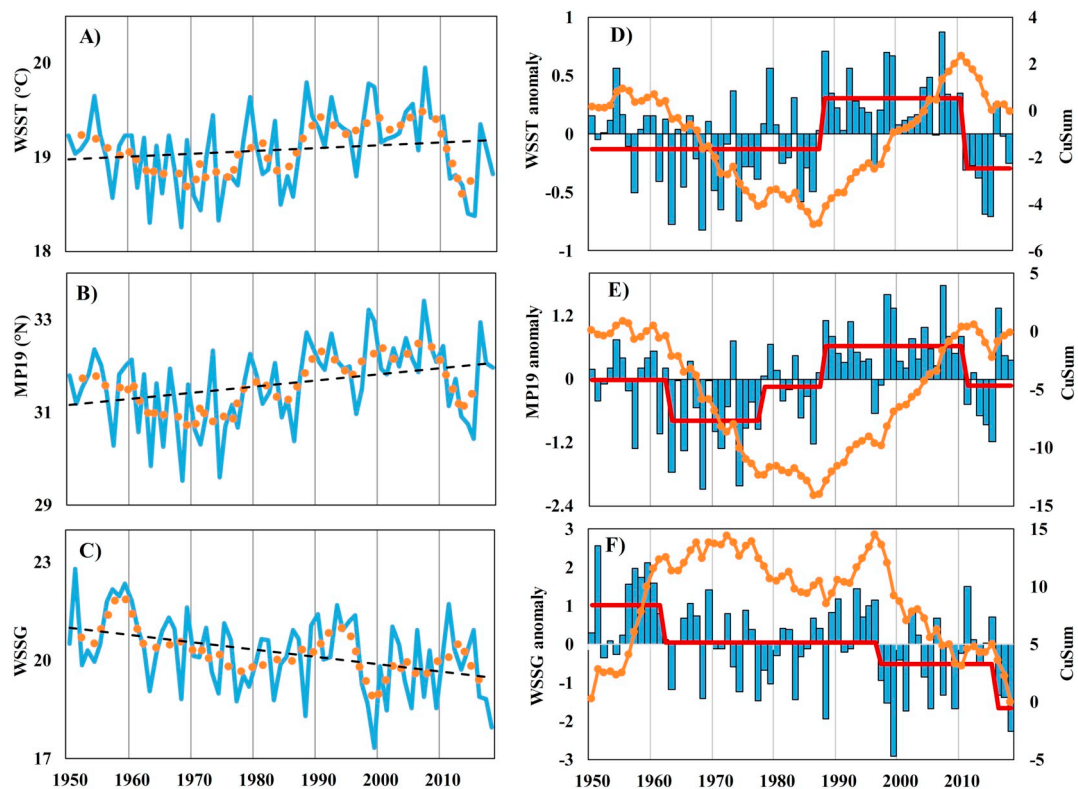 A)
20
19
18
WSST (°C)
B)
33
31
29
MP19 (°N)
C)
23
20
17
WSSG
1950 1960 1970 1980 1990 2000 2010
D)
1
0.5
0
-0.5
-1
WSST anomaly
4
2
0
-2
-4
-6
CuSum
E)
1.2
0
-1.2
-2.4
MP19 anomaly
5
0
-5
-10
-15
CuSum
F)
3
2
1
0
-1
-2
-3
WSSG anomaly
15
10
5
0
-5
CuSum
1950 1960 1970 1980 1990 2000 2010